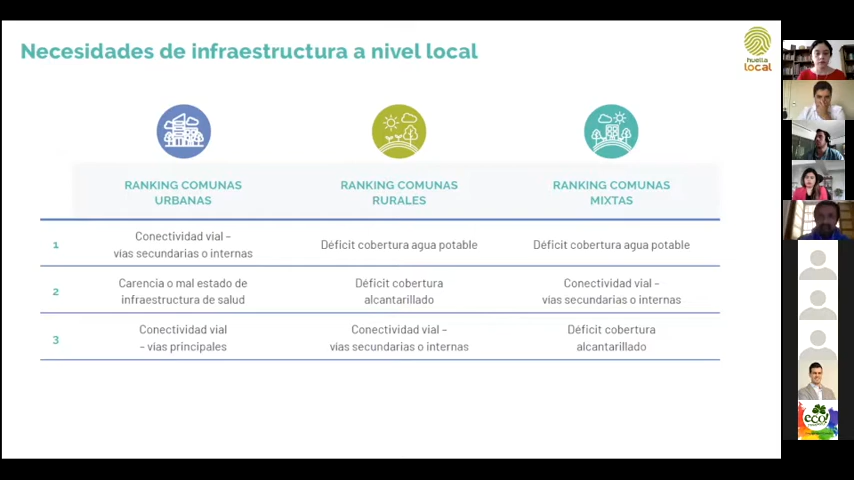 Necesidades de infraestructura a nivel local
huella
local
RANKING COMUNAS
URBANAS
RANKING COMUNAS
RURALES
RANKING COMUNAS
MIXTAS
1
Conectividad vial –
vías secundarias o internas
Déficit cobertura agua potable
Déficit cobertura agua potable
2
Carencia o mal estado de
infraestructura de salud
Déficit cobertura
alcantarillado
Conectividad vial –
vías secundarias o internas
3
Conectividad vial
– vías principales
Conectividad vial –
vías secundarias o internas
Déficit cobertura
alcantarillado
eco!